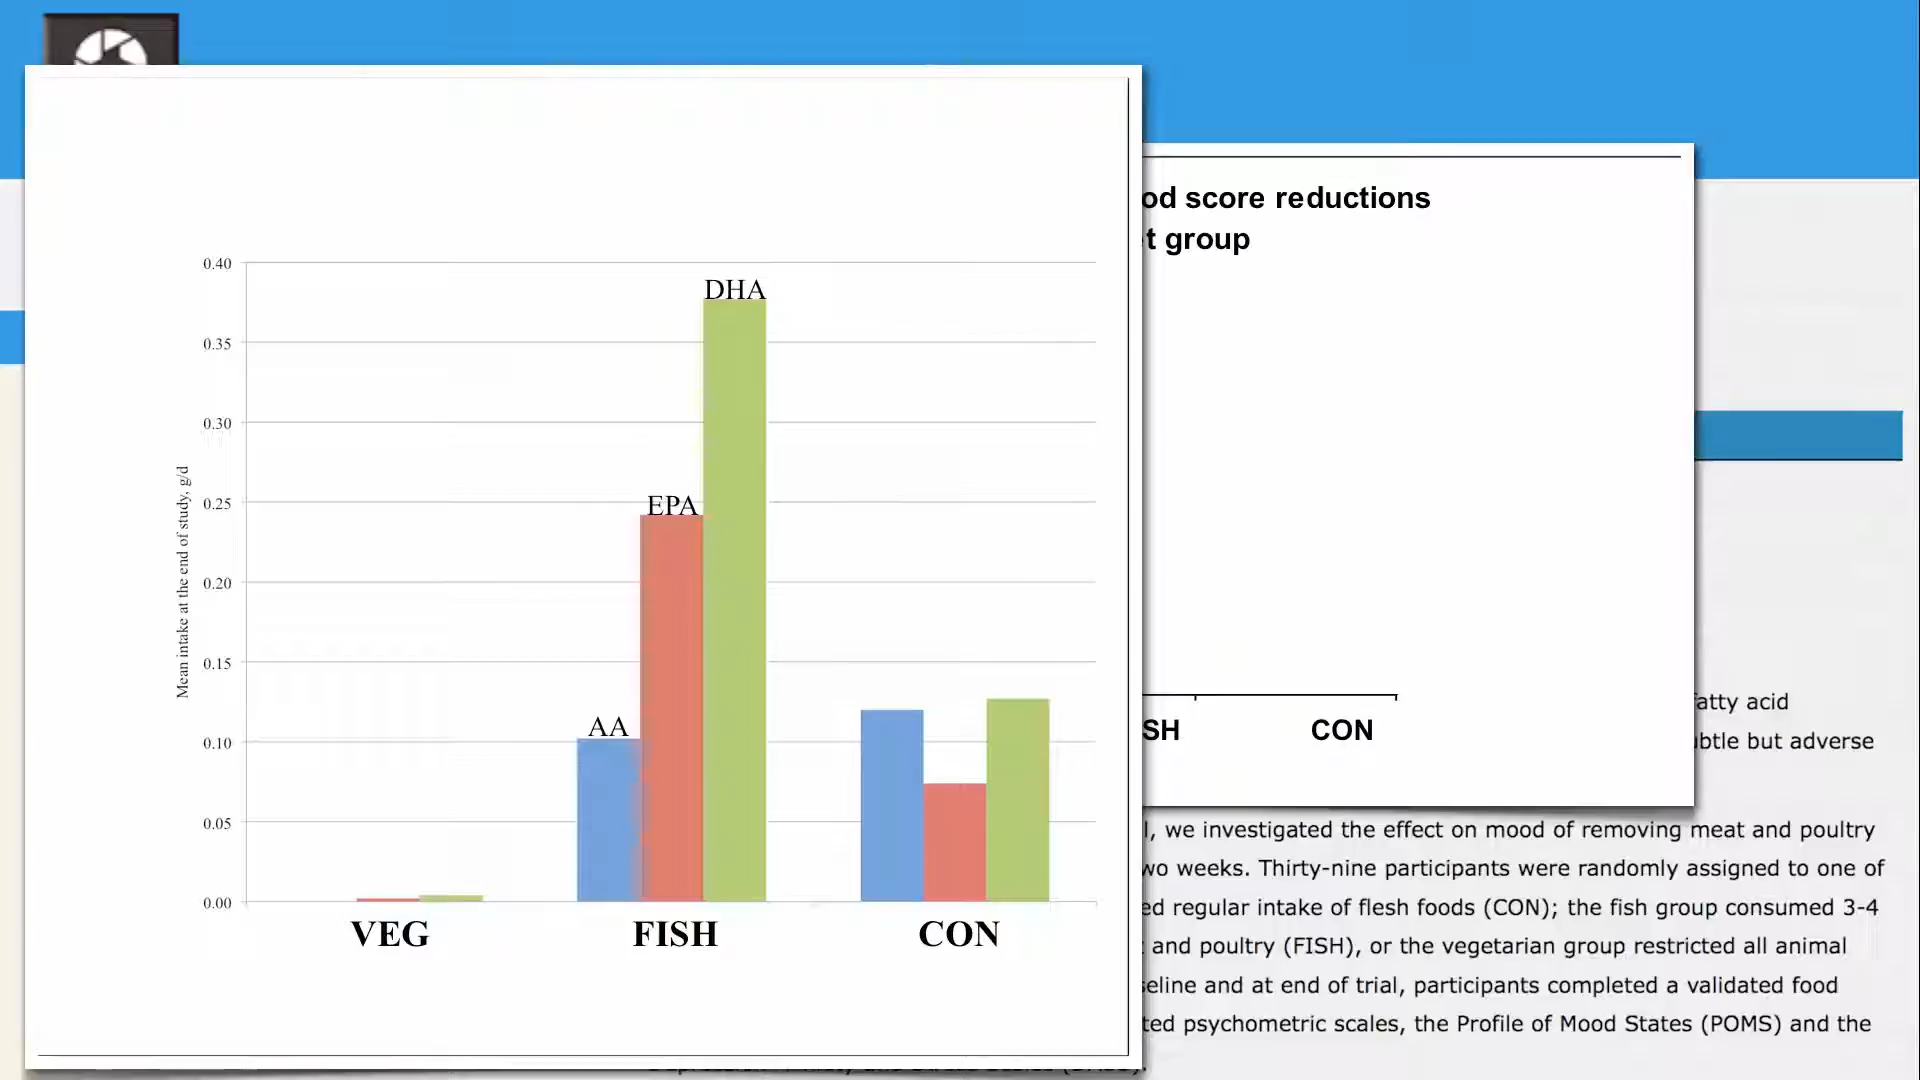 od score reductions
t group
0.40
DHA
0.35
0.30
EPA
0.25
0.20
Mean intake at the end of study, g/d
0.15
AA
0.10
0.05
0.00
VEG FISH CON
SH CON
fatty acid
btle but adverse
l, we investigated the effect on mood of removing meat and poultry
wo weeks. Thirty-nine participants were randomly assigned to one of
ed regular intake of flesh foods (CON); the fish group consumed 3-4
and poultry (FISH), or the vegetarian group restricted all animal
seline and at end of trial, participants completed a validated food
ted psychometric scales, the Profile of Mood States (POMS) and the